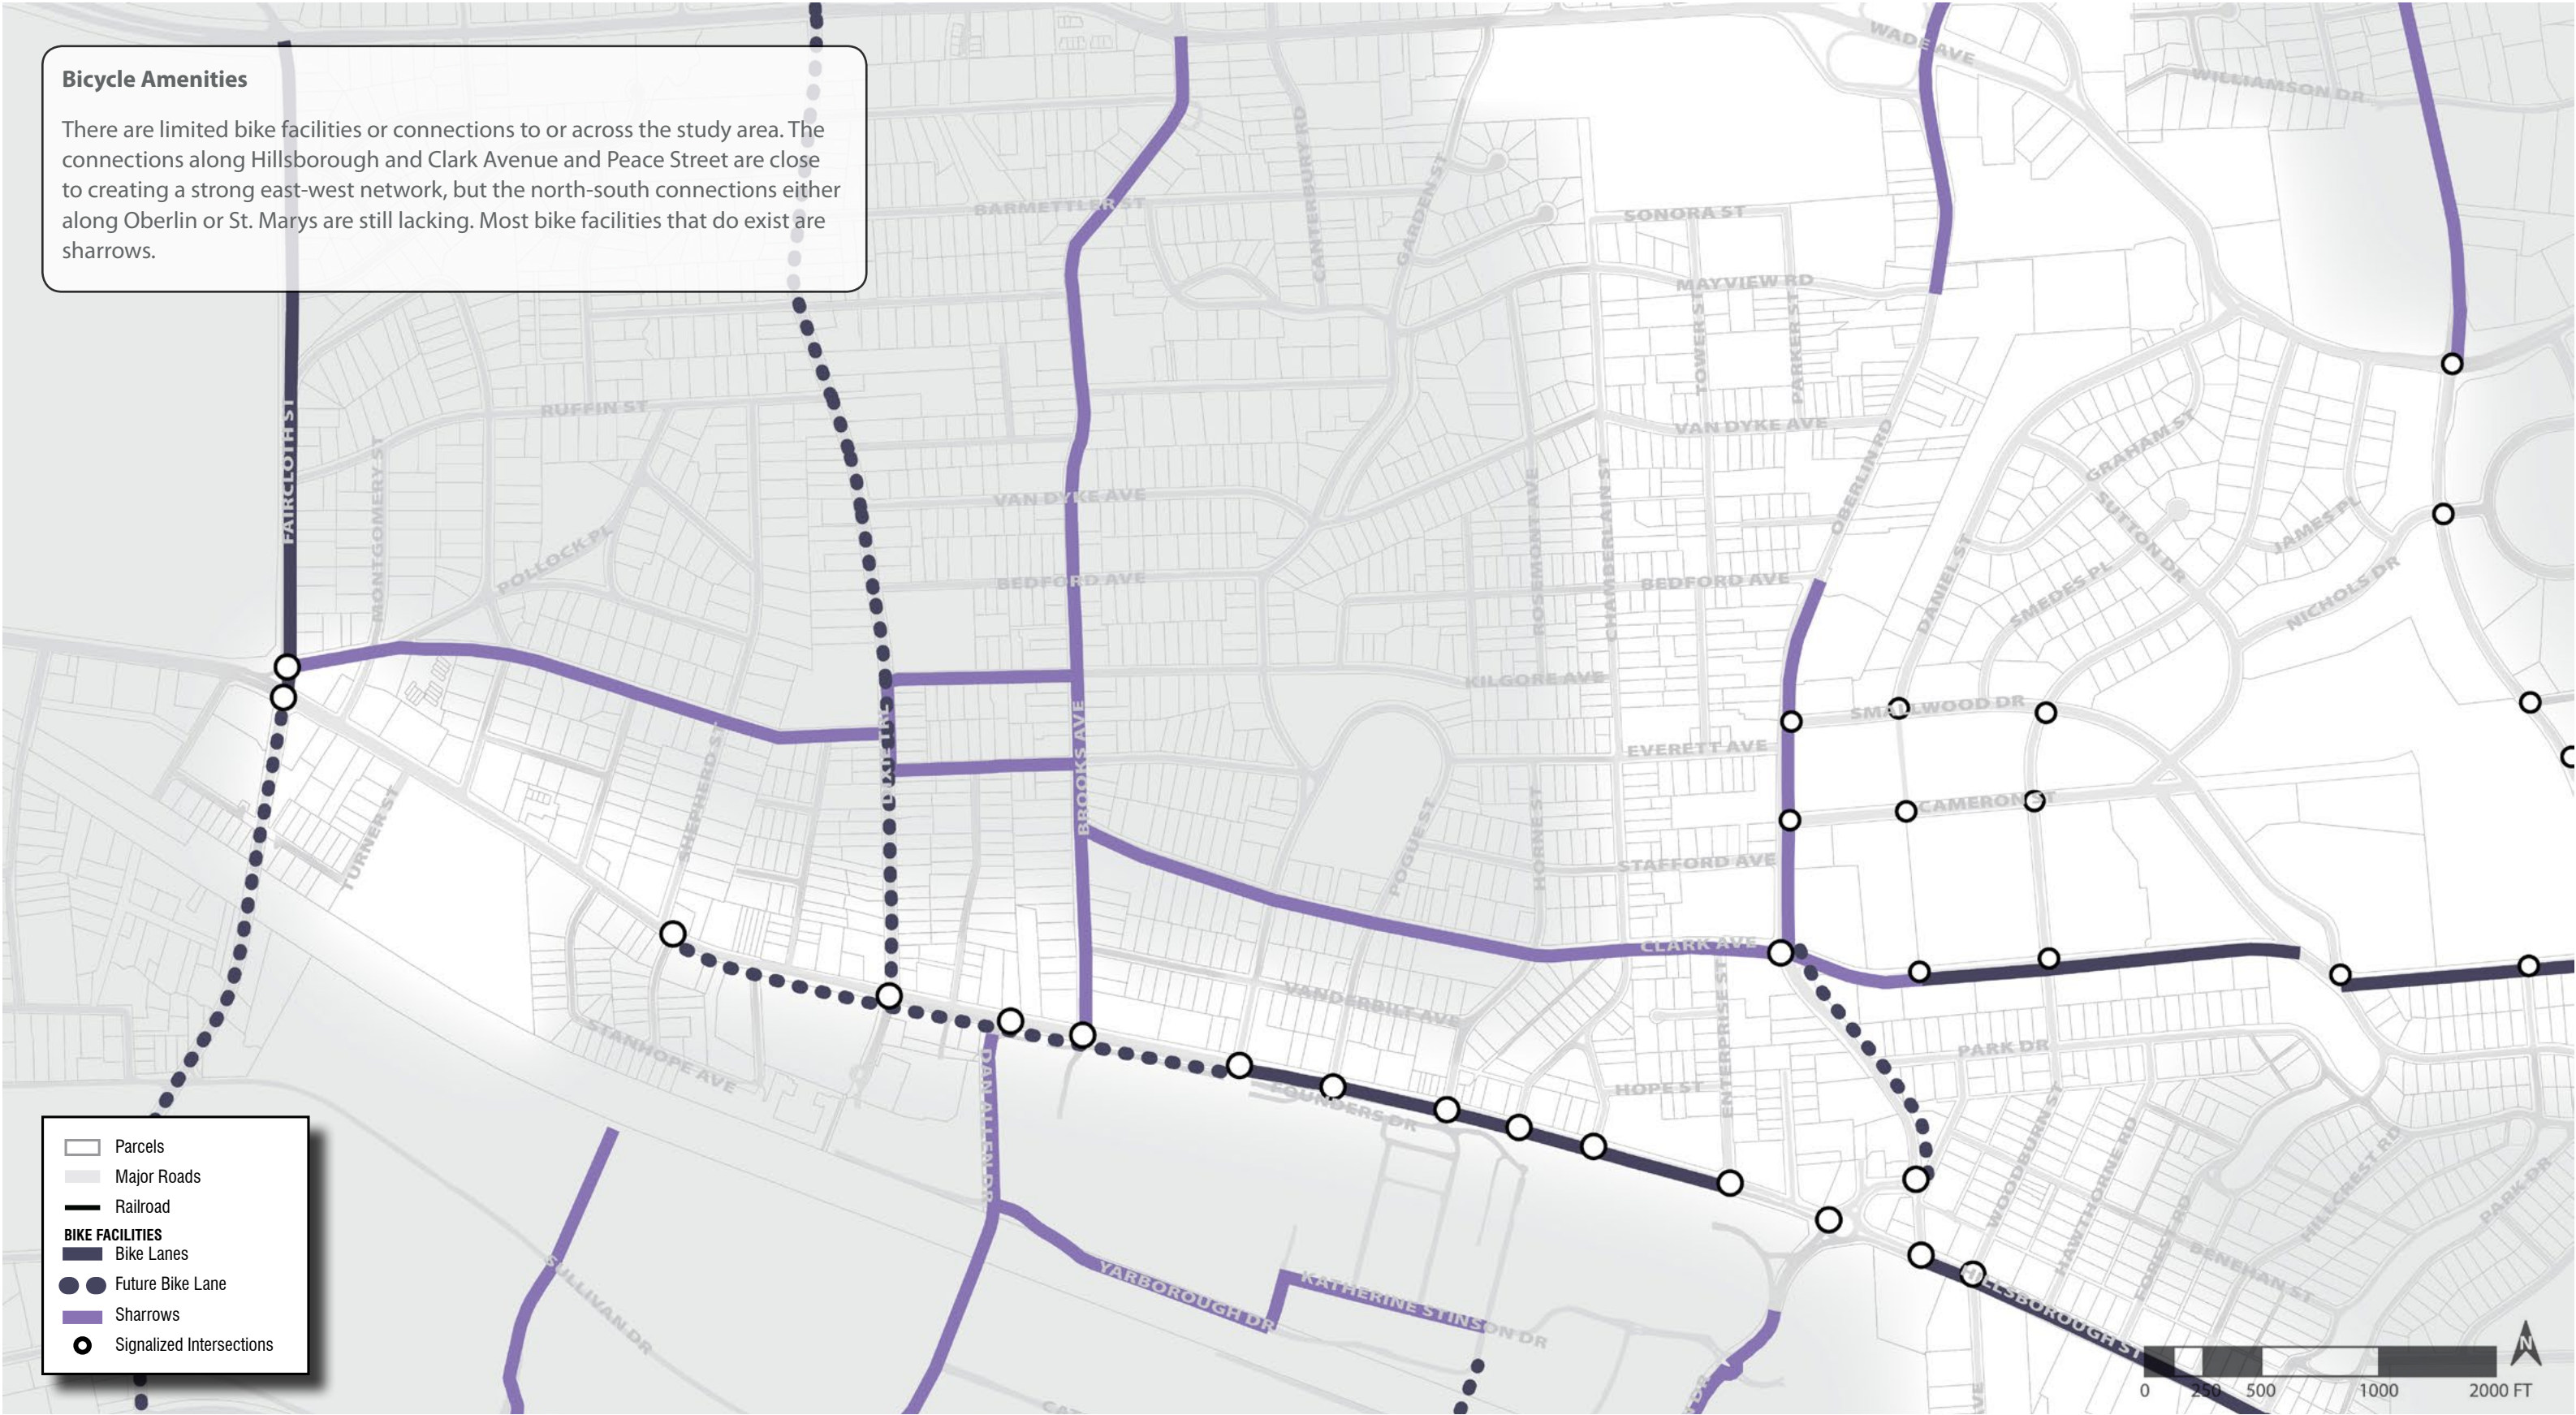 Bicycle Amenities
There are limited bike facilities or connections to or across the study area. The
connections along Hillsborough and Clark Avenue and Peace Street are close
to creating a strong east-west network, but the north-south connections either
along Oberlin or St. Marys are still lacking. Most bike facilities that do exist are
sharrows.
WADE AVE
WILLIAMSON DR
CANTERBURY RD
GARDEN ST
BARMETTLER ST
SONORA ST
MAYVIEW RD
TOWER ST
PARKER ST
FAIRCLOTH ST
RUFFIN ST
MONTGOMERY ST
VAN DYKE AVE
OBERLIN RD
GRAHAM ST
VAN DYKE AVE
ROSEMONT AVE
CHAMBERLAIN ST
SUTTON DR
JAMES PL
POLLOCK PL
BEDFORD AVE
BEDFORD AVE
DANIEL ST
SMEDES PL
NICHOLS DR
KILGORE AVE
SMALLWOOD DR
SHEPHERD ST
DIXIE TRL
BROOKS AVE
EVERETT AVE
TURNER ST
POGUE ST
HORNE ST
CAMERON ST
STAFFORD AVE
CLARK AVE
VANDERBILT AVE
ENTERPRISE ST
STANHOPE AVE
DAN ALLEN DR
FOUNDERS DR
HOPE ST
PARK DR
WOODBURN ST
HAWTHORNE RD
FOREST RD
HILLCREST RD
PARK DR
BENEHAN ST
SULLIVAN DR
YARBOROUGH DR
KATHERINE STINSON DR
HILLSBOROUGH ST
DR
AVE
CAT
Parcels
Major Roads
Railroad
BIKE FACILITIES
Bike Lanes
Future Bike Lane
Sharrows
Signalized Intersections
N
0 250 500 1000 2000 FT